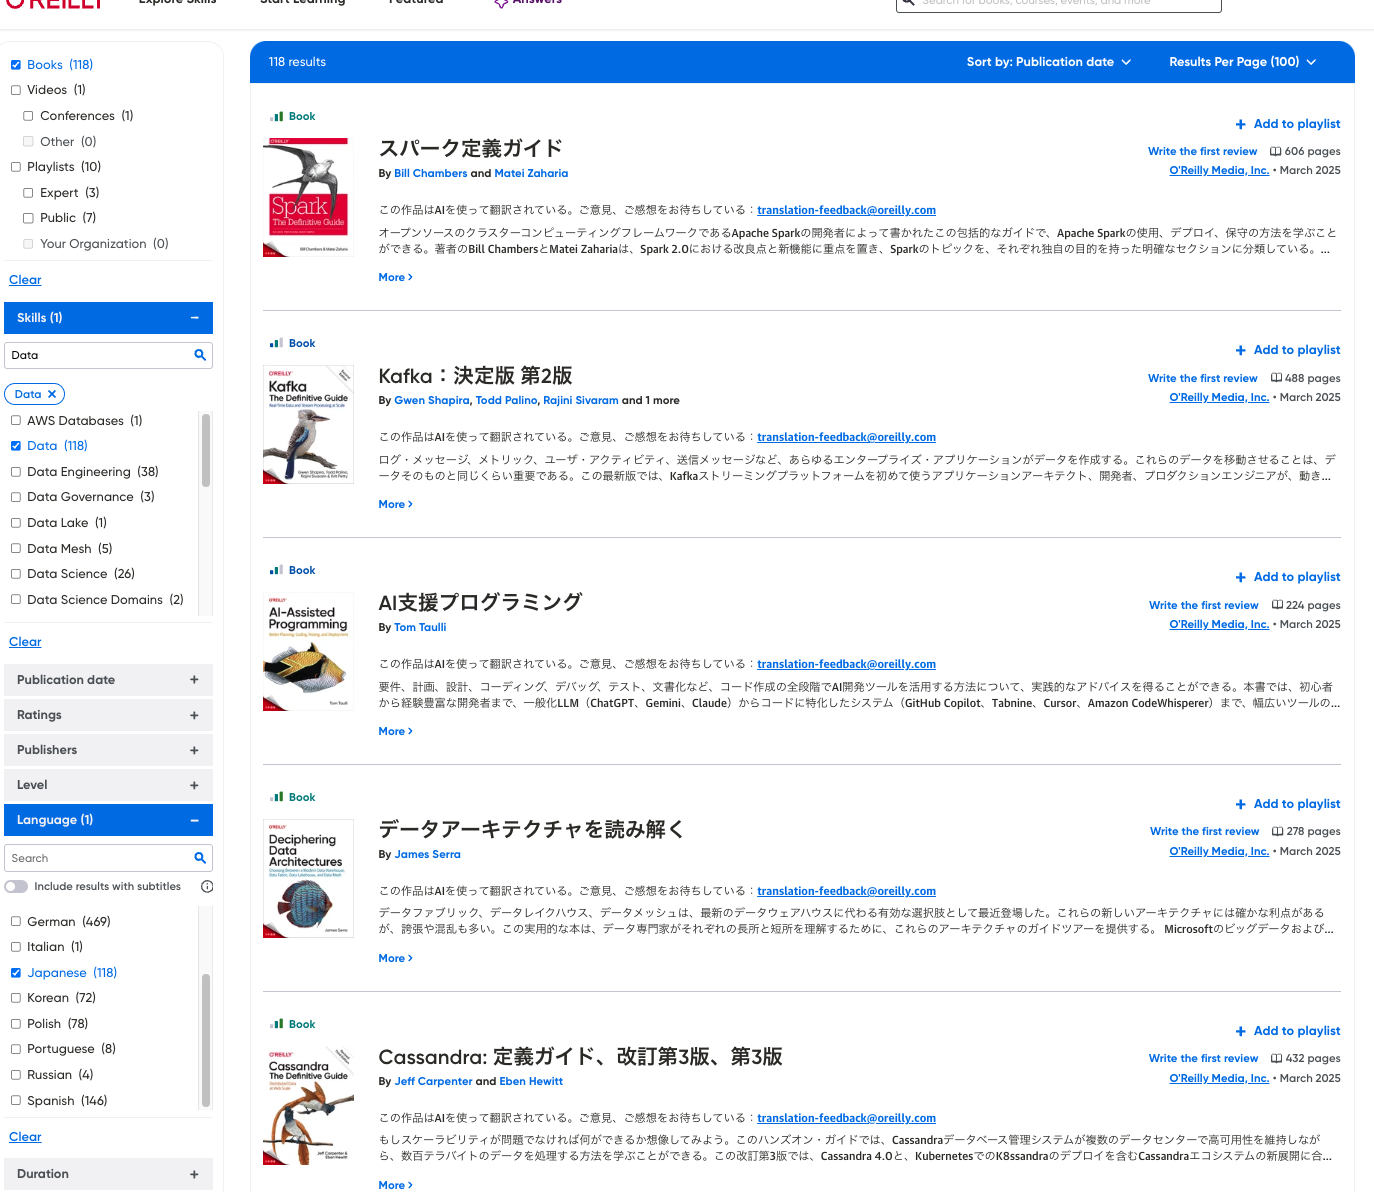 O'REILLY
Explore Skills
Start Learning
Featured
Answers
Search for books, courses, events, and more
Books (118)
Videos (1)
Conferences (1)
Other (0)
Playlists (10)
Expert (3)
Public (7)
Your Organization (0)
Clear
Skills (1)
Data
Data
AWS Databases (1)
Data (118)
Data Engineering (38)
Data Governance (3)
Data Lake (1)
Data Mesh (5)
Data Science (26)
Data Science Domains (2)
Clear
Publication date
Ratings
Publishers
Level
Language (1)
Search
Include results with subtitles
German (469)
Italian (1)
Japanese (118)
Korean (72)
Polish (78)
Portuguese (8)
Russian (4)
Spanish (146)
Clear
Duration
118 results
Sort by: Publication date
Results Per Page (100)
Book
Add to playlist
O'REILLY
Spark
The Definitive Guide
Bill Chambers & Matei Zaharia
スパーク定義ガイド
By Bill Chambers and Matei Zaharia
Write the first review
606 pages
O'Reilly Media, Inc. • March 2025
この作品はAIを使って翻訳されている。ご意見、ご感想をお待ちしている：translation-feedback@oreilly.com
オープンソースのクラスターコンピューティングフレームワークであるApache Sparkの開発者によって書かれたこの包括的なガイドで、Apache Sparkの使用、デプロイ、保守の方法を学ぶこと
ができる。著者のBill ChambersとMatei Zahariaは、Spark 2.0における改良点と新機能に重点を置き、Sparkのトピックを、それぞれ独自の目的を持った明確なセクションに分類している。...
More
Book
Add to playlist
O'REILLY
Kafka
The Definitive Guide
Real-Time Data and Stream Processing at Scale
Gwen Shapira, Todd Palino,
Rajini Sivaram & Krit Petty
Kafka：決定版 第2版
By Gwen Shapira, Todd Palino, Rajini Sivaram and 1 more
Write the first review
488 pages
O'Reilly Media, Inc. • March 2025
この作品はAIを使って翻訳されている。ご意見、ご感想をお待ちしている：translation-feedback@oreilly.com
ログ・メッセージ、メトリック、ユーザ・アクティビティ、送信メッセージなど、あらゆるエンタープライズ・アプリケーションがデータを作成する。これらのデータを移動させることは、デ
ータそのものと同じくらい重要である。この最新版では、Kafkaストリーミングプラットフォームを初めて使うアプリケーションアーキテクト、開発者、プロダクションエンジニアが、動き...
More
Book
Add to playlist
O'REILLY
AI-Assisted
Programming
Better Planning, Coding, Testing, and Deployment
Tom Taulli
AI支援プログラミング
By Tom Taulli
Write the first review
224 pages
O'Reilly Media, Inc. • March 2025
この作品はAIを使って翻訳されている。ご意見、ご感想をお待ちしている：translation-feedback@oreilly.com
要件、計画、設計、コーディング、デバッグ、テスト、文書化など、コード作成の全段階でAI開発ツールを活用する方法について、実践的なアドバイスを得ることができる。本書では、初心者
から経験豊富な開発者まで、一般化LLM（ChatGPT、Gemini、Claude）からコードに特化したシステム（GitHub Copilot、Tabnine、Cursor、Amazon CodeWhisperer）まで、幅広いツールの...
More
Book
Add to playlist
O'REILLY
Deciphering
Data
Architectures
Choosing Between a Modern Data Warehouse,
Data Fabric, Data Lakehouse, and Data Mesh
James Serra
データアーキテクチャを読み解く
By James Serra
Write the first review
278 pages
O'Reilly Media, Inc. • March 2025
この作品はAIを使って翻訳されている。ご意見、ご感想をお待ちしている：translation-feedback@oreilly.com
データファブリック、データレイクハウス、データメッシュは、最新のデータウェアハウスに代わる有効な選択肢として最近登場した。これらの新しいアーキテクチャには確かな利点がある
が、誇張や混乱も多い。この実用的な本は、データ専門家がそれぞれの長所と短所を理解するために、これらのアーキテクチャのガイドツアーを提供する。 Microsoftのビッグデータおよび...
More
Book
Add to playlist
O'REILLY
Cassandra
The Definitive Guide
Distributed Data
at Web Scale
Jeff Carpenter &
Eben Hewitt
Cassandra: 定義ガイド、改訂第3版、第3版
By Jeff Carpenter and Eben Hewitt
Write the first review
432 pages
O'Reilly Media, Inc. • March 2025
この作品はAIを使って翻訳されている。ご意見、ご感想をお待ちしている：translation-feedback@oreilly.com
もしスケーラビリティが問題でなければ何ができるか想像してみよう。このハンズオン・ガイドでは、Cassandraデータベース管理システムが複数のデータセンターで高可用性を維持しなが
ら、数百テラバイトのデータを処理する方法を学ぶことができる。この改訂第3版では、Cassandra 4.0と、KubernetesでのK8ssandraのデプロイを含むCassandraエコシステムの新展開に合...
More